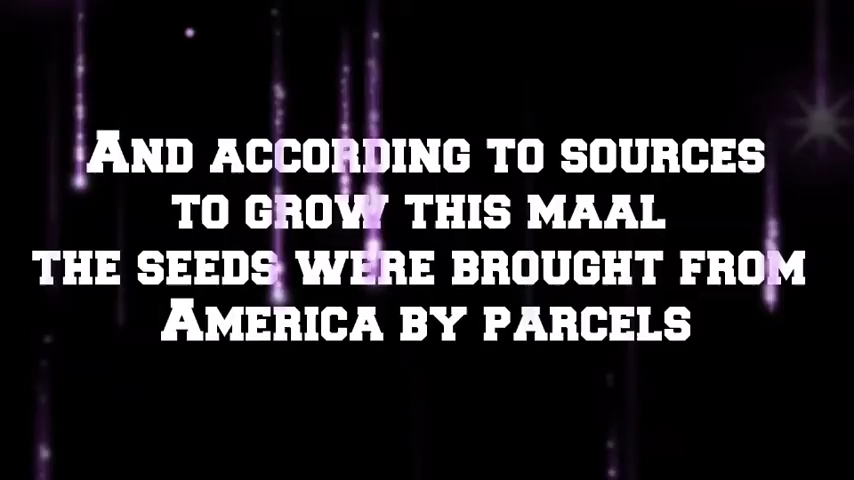 And according to sources
to grow this maal
the seeds were brought from
America by parcels